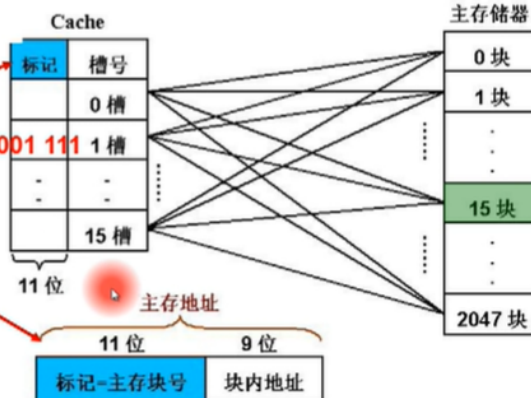 Cache
主存储器
标记 槽号
0 块
0 槽
1 块
001 111 1 槽
15 块
15 槽
11 位
主存地址
2047 块
11 位 9 位
标记=主存块号 块内地址